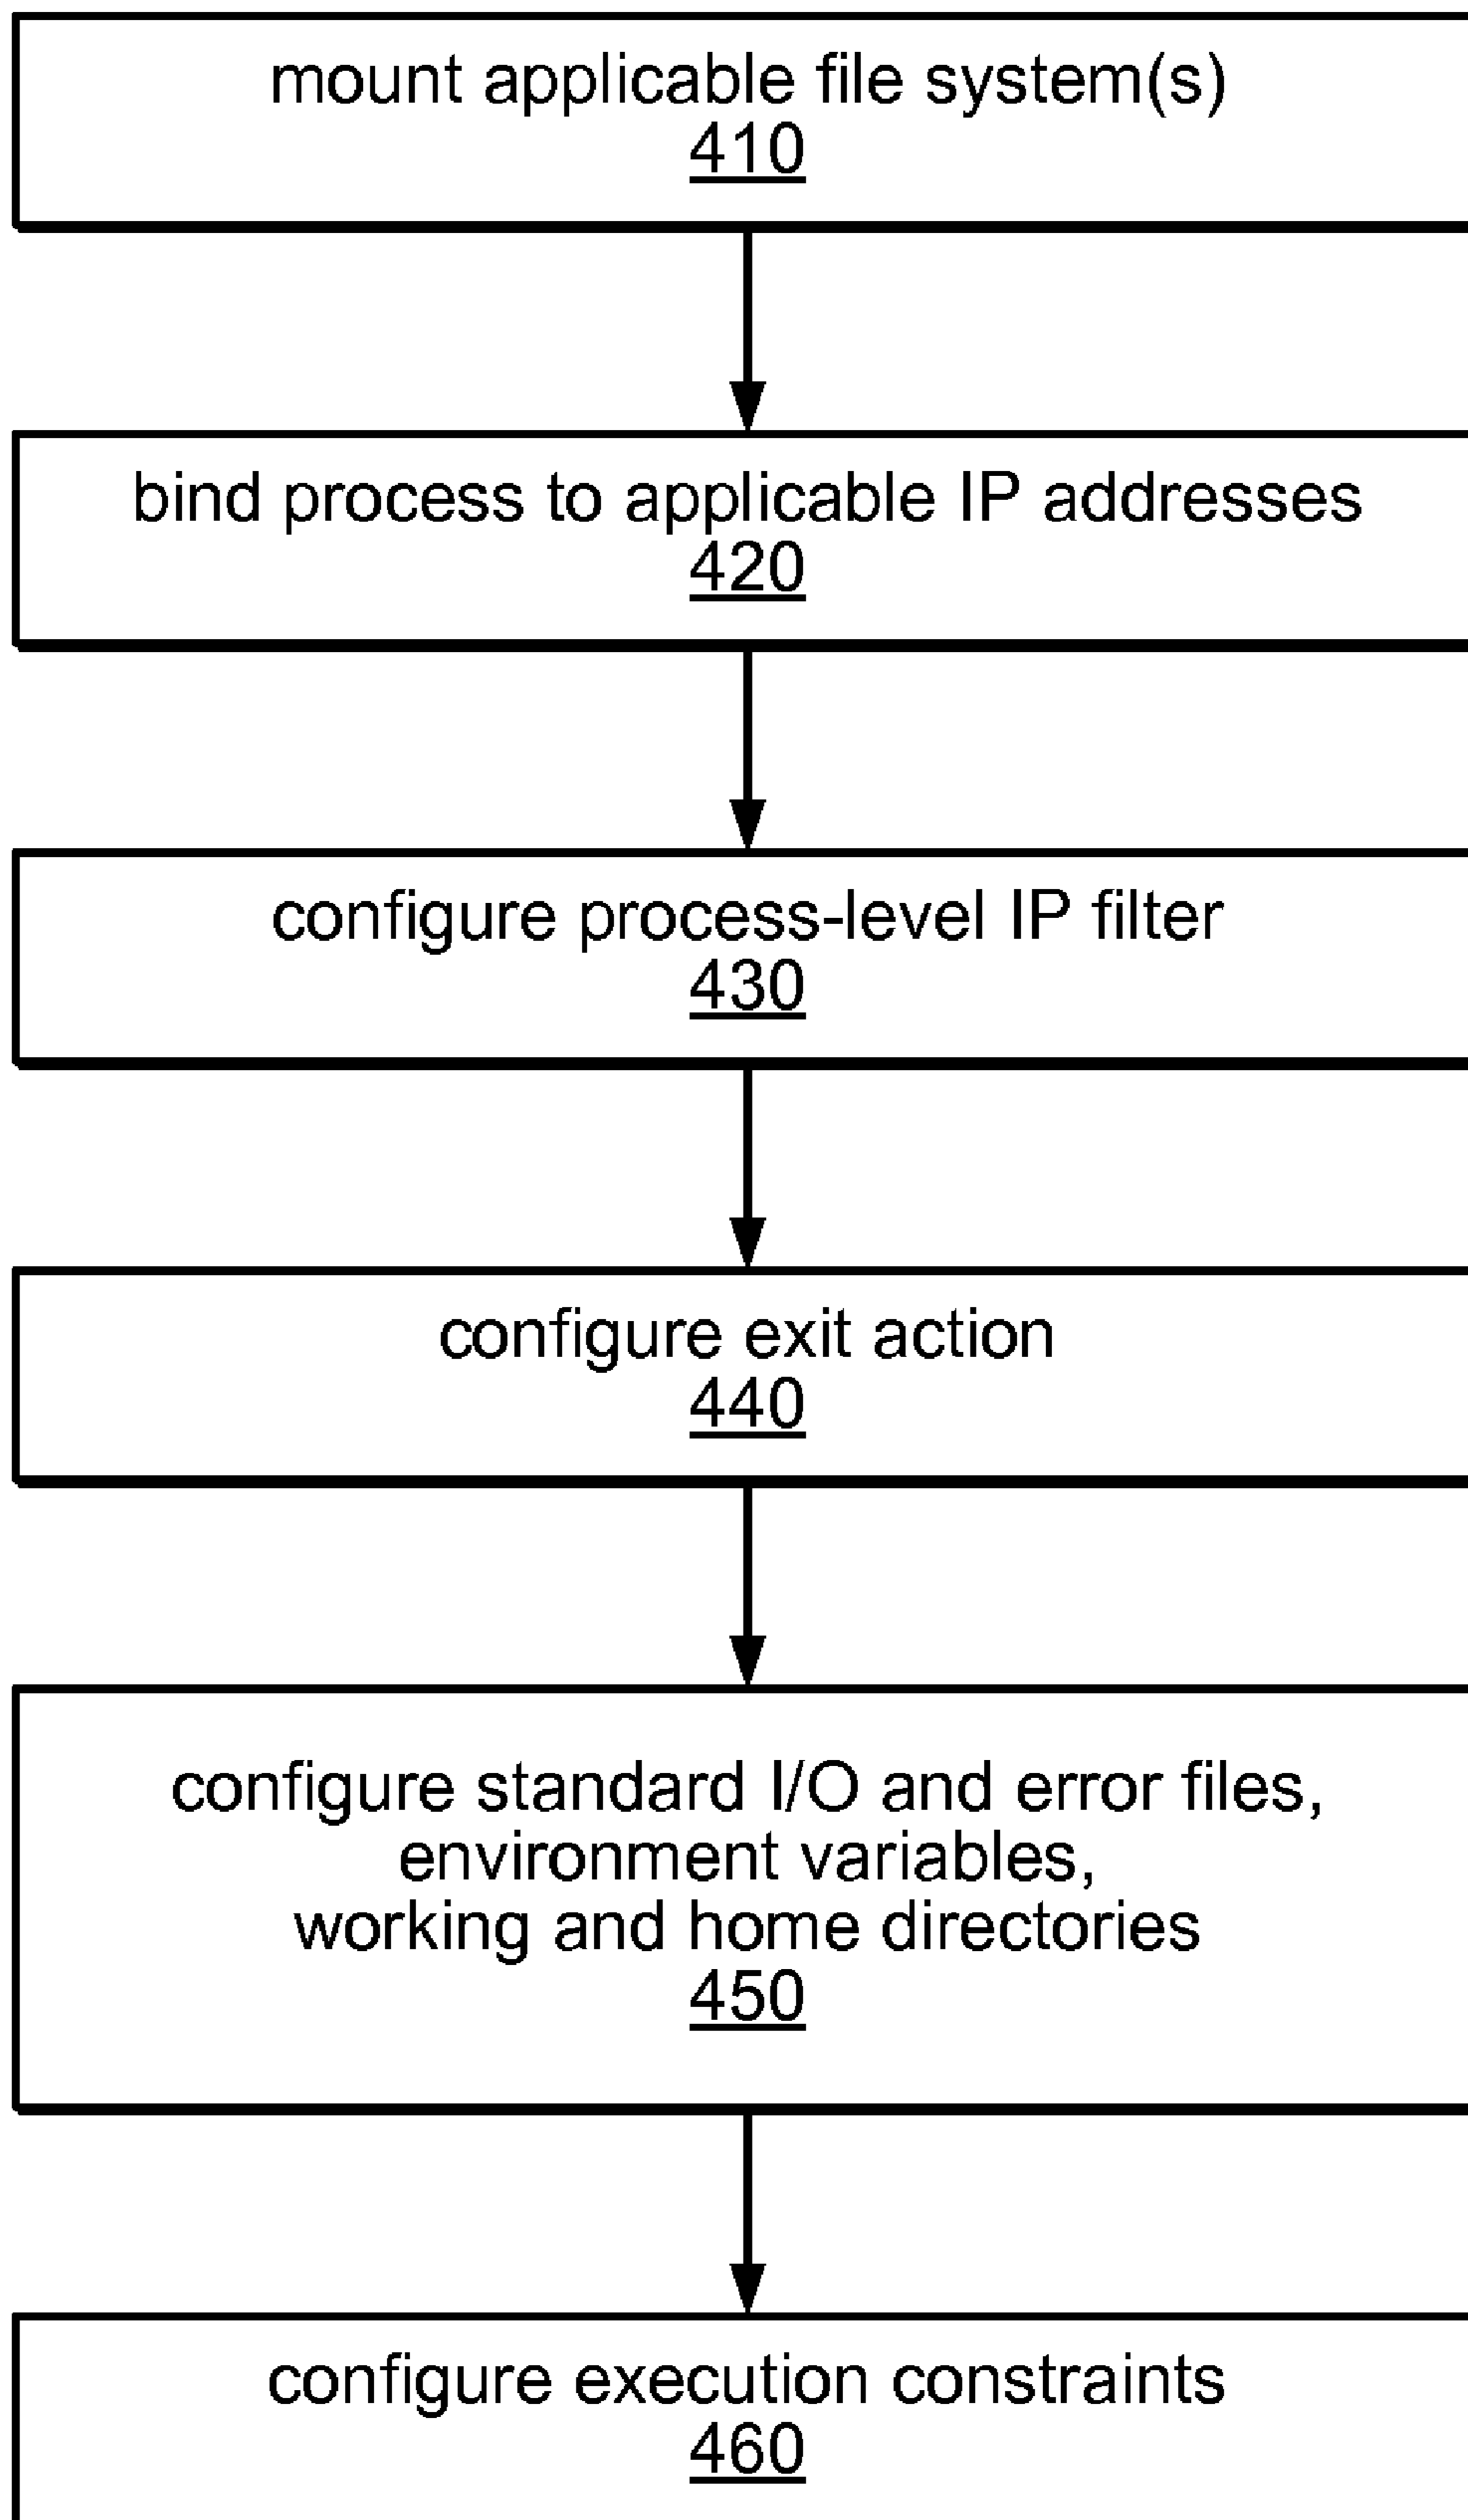 mount applicable file system(s)
410
bind process to applicable IP addresses
420
configure process-level IP filter
430
configure exit action
440
configure standard I/O and error files,
environment variables,
working and home directories
450
configure execution constraints
460